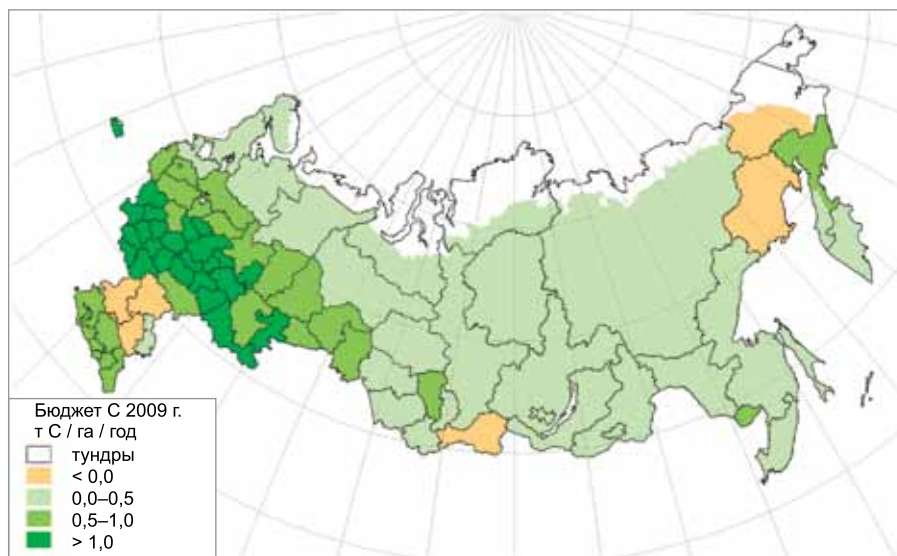 Бюджет С 2009 г.
т С / га / год
тундры
< 0,0
0,0–0,5
0,5–1,0
> 1,0